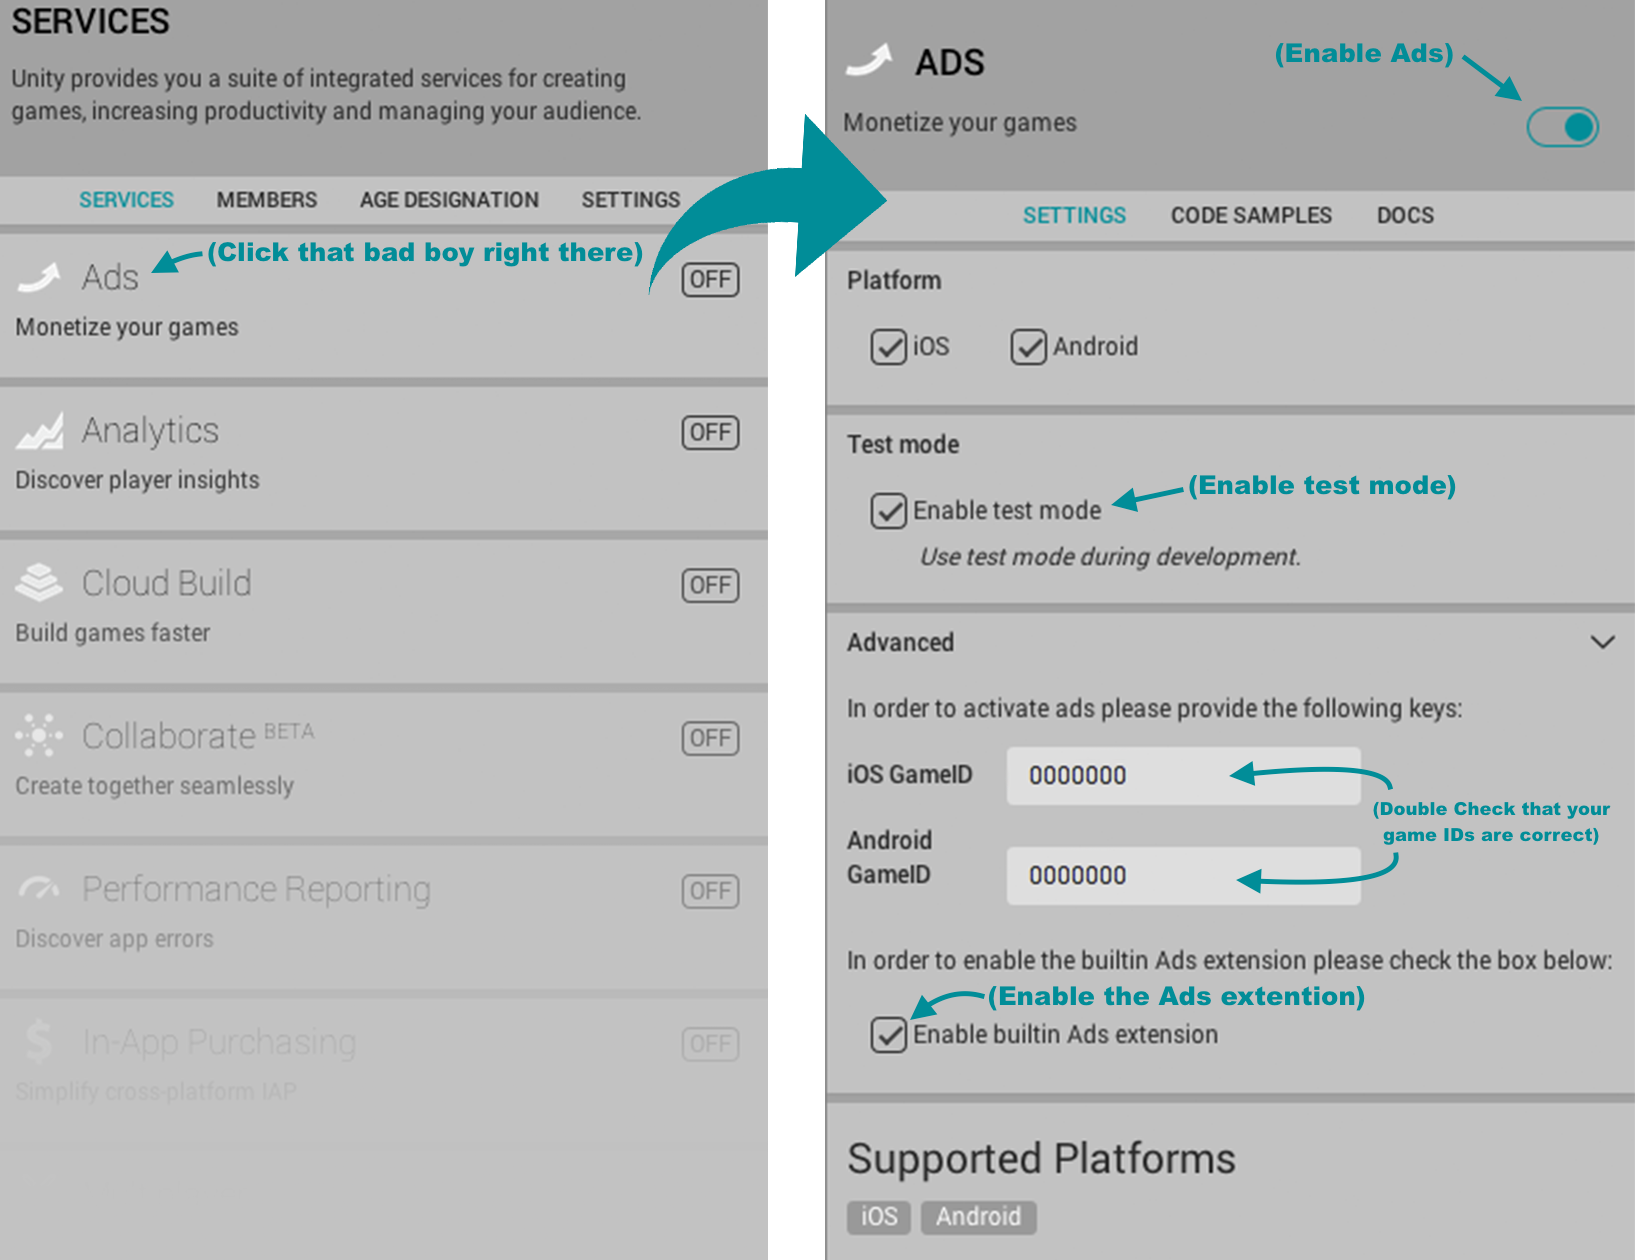 SERVICES
Unity provides you a suite of integrated services for creating
games, increasing productivity and managing your audience.
SERVICES MEMBERS AGE DESIGNATION SETTINGS
(Click that bad boy right there)
Ads OFF
Monetize your games
Analytics OFF
Discover player insights
Cloud Build OFF
Build games faster
Collaborate BETA OFF
Create together seamlessly
Performance Reporting OFF
Discover app errors
In-App Purchasing OFF
Simplify cross-platform IAP
(Enable Ads)
ADS
Monetize your games
SETTINGS CODE SAMPLES DOCS
Platform
iOS Android
Test mode
(Enable test mode)
Enable test mode
Use test mode during development.
Advanced
In order to activate ads please provide the following keys:
iOS GameID 0000000
(Double Check that your
game IDs are correct)
Android
GameID 0000000
In order to enable the builtin Ads extension please check the box below:
(Enable the Ads extention)
Enable builtin Ads extension
Supported Platforms
iOS Android